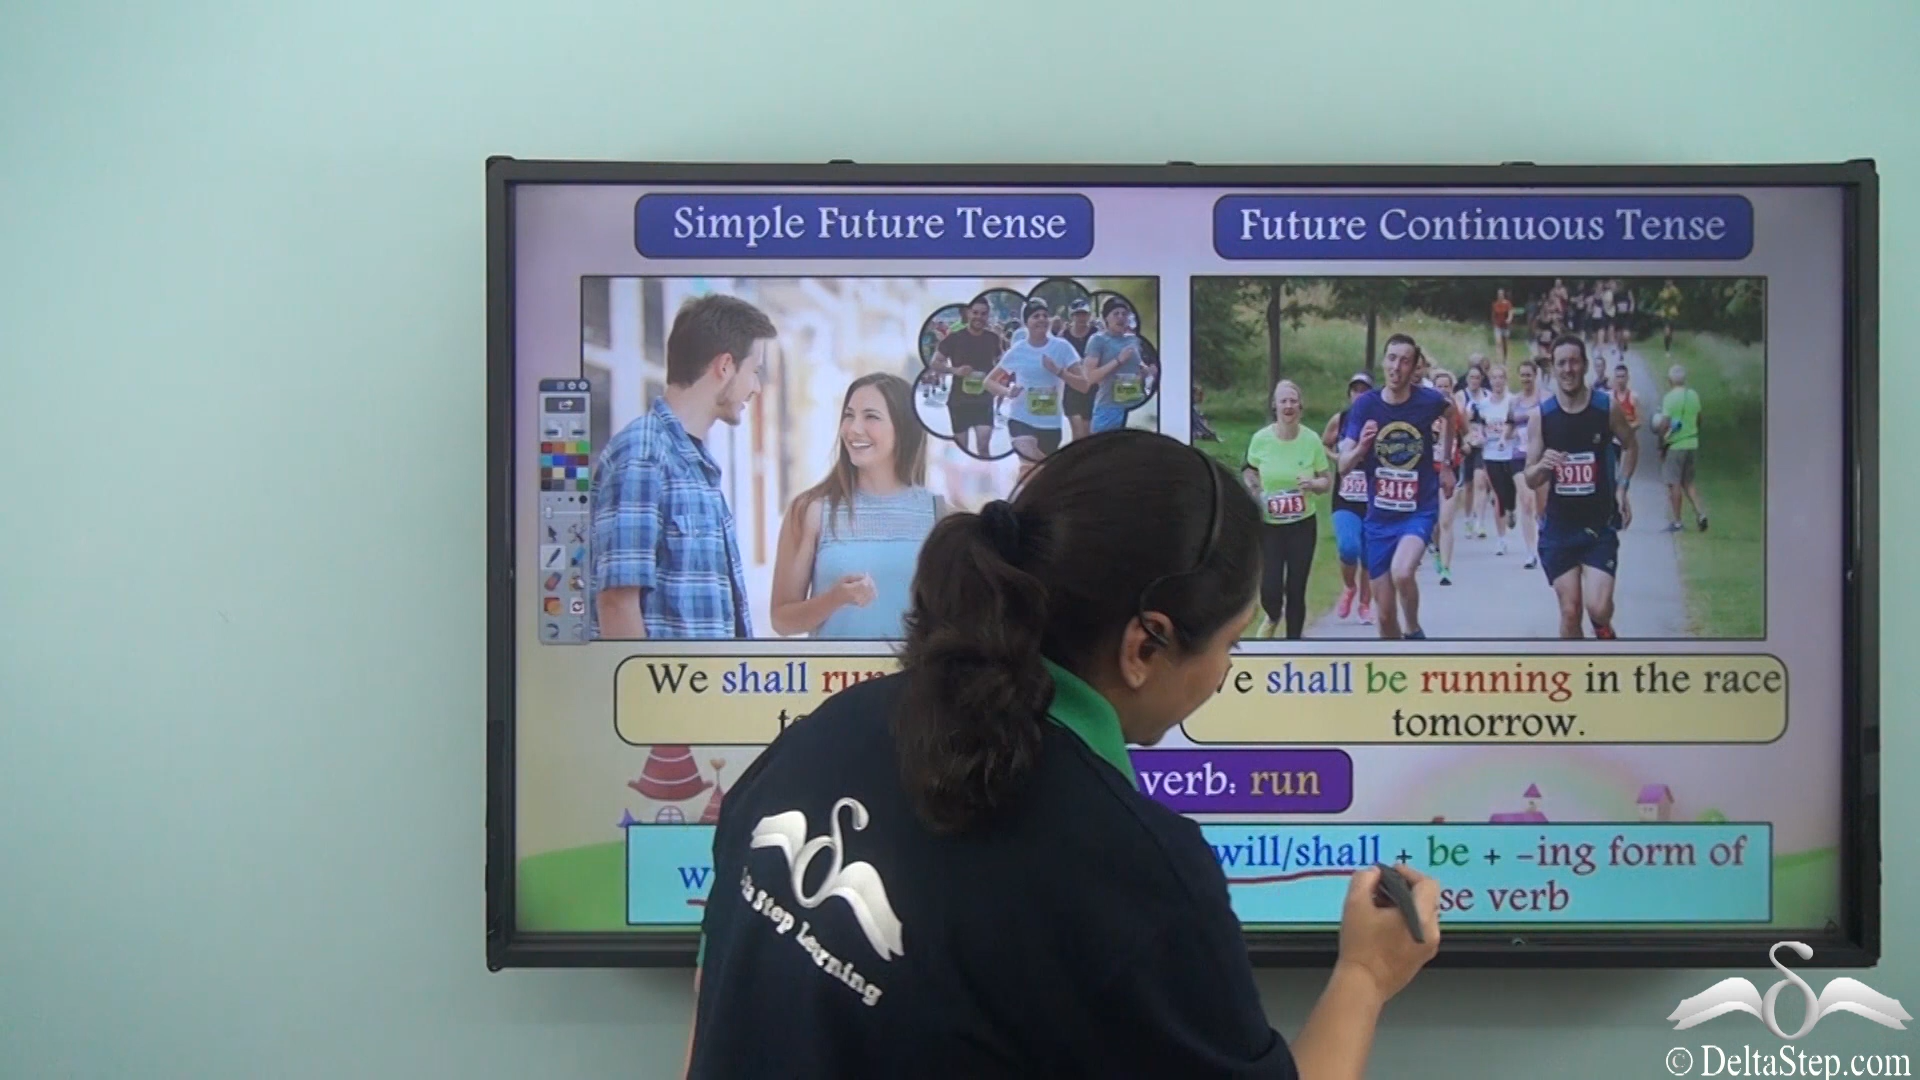 Simple Future Tense
Future Continuous Tense
3416
3910
9713
We shall run
shall be running in the race
tomorrow.
verb: run
will/shall + be + -ing form of
verb
Delta Step Learning
© DeltaStep.com